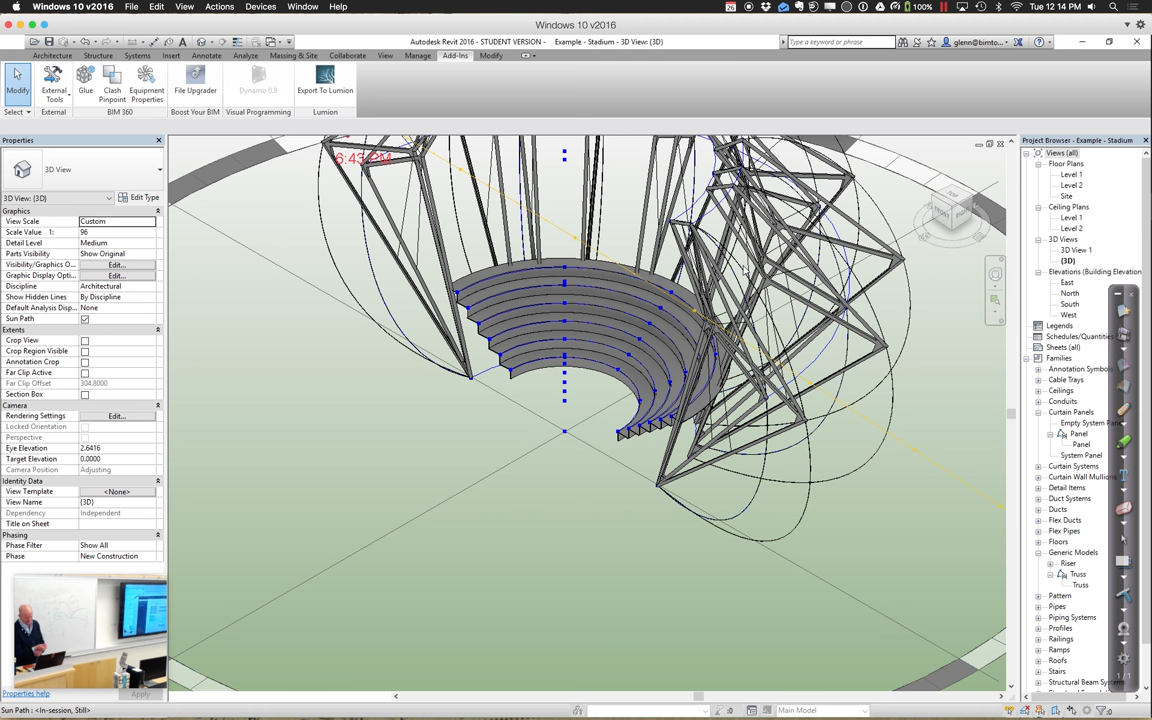 Windows 10 v2016 File Edit View Actions Devices Window Help 26 100% Tue 12 14 PM
Windows 10 v2016
Autodesk Revit 2016 - STUDENT VERSION - Example - Stadium - 3D View: {3D} Type a keyword or phrase glenn@bimto...
Architecture Structure Systems Insert Annotate Analyze Massing & Site Collaborate View Manage Add-Ins Modify
Modify External Tools Glue Clash Pinpoint Equipment Properties File Upgrader Dynamo 0.9 Export To Lumion
Select External BIM 360 Boost Your BIM Visual Programming Lumion
Properties
3D View
3D View: {3D} Edit Type
Graphics
View Scale Custom
Scale Value 1: 96
Detail Level Medium
Parts Visibility Show Original
Visibility/Graphics O... Edit...
Graphic Display Opti... Edit...
Discipline Architectural
Show Hidden Lines By Discipline
Default Analysis Disp... None
Sun Path
Extents
Crop View
Crop Region Visible
Annotation Crop
Far Clip Active
Far Clip Offset 304.8000
Section Box
Camera
Rendering Settings Edit...
Locked Orientation
Perspective
Eye Elevation 2.6416
Target Elevation 0.0000
Camera Position Adjusting
Identity Data
View Template <None>
View Name {3D}
Dependency Independent
Title on Sheet
Phasing
Phase Filter Show All
Phase New Construction
Properties help Apply
Sun Path : <In-session, Still>
6:43 PM
TOP
FRONT
RIGHT
Project Browser - Example - Stadium
Views (all)
Floor Plans
Level 1
Level 2
Site
Ceiling Plans
Level 1
Level 2
3D Views
3D View 1
{3D}
Elevations (Building Elevation
East
North
South
West
Legends
Schedules/Quantities
Sheets (all)
Families
Annotation Symbols
Cable Trays
Ceilings
Conduits
Curtain Panels
Empty System Pan
Panel
Panel
System Panel
Curtain Systems
Curtain Wall Mullions
Detail Items
Duct Systems
Ducts
Flex Ducts
Flex Pipes
Floors
Generic Models
Riser
Truss
Truss
Pattern
Pipes
Piping Systems
Profiles
Railings
Ramps
Roofs
Stairs
Structural Beam Systems
1 / 1
:0 Main Model :0